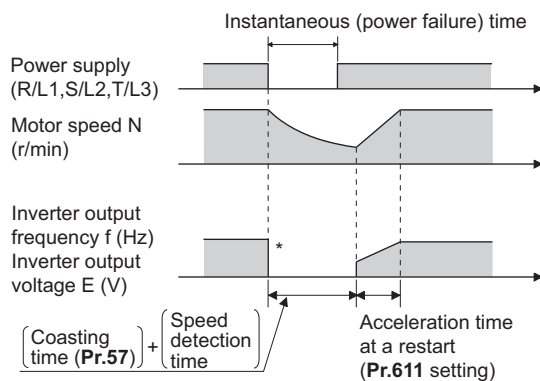 Instantaneous (power failure) time
Power supply
(R/L1,S/L2,T/L3)
Motor speed N
(r/min)
Inverter output
frequency f (Hz)
Inverter output
voltage E (V)
*
Coasting
time (Pr.57)
+
Speed
detection
time
Acceleration time
at a restart
(Pr.611 setting)